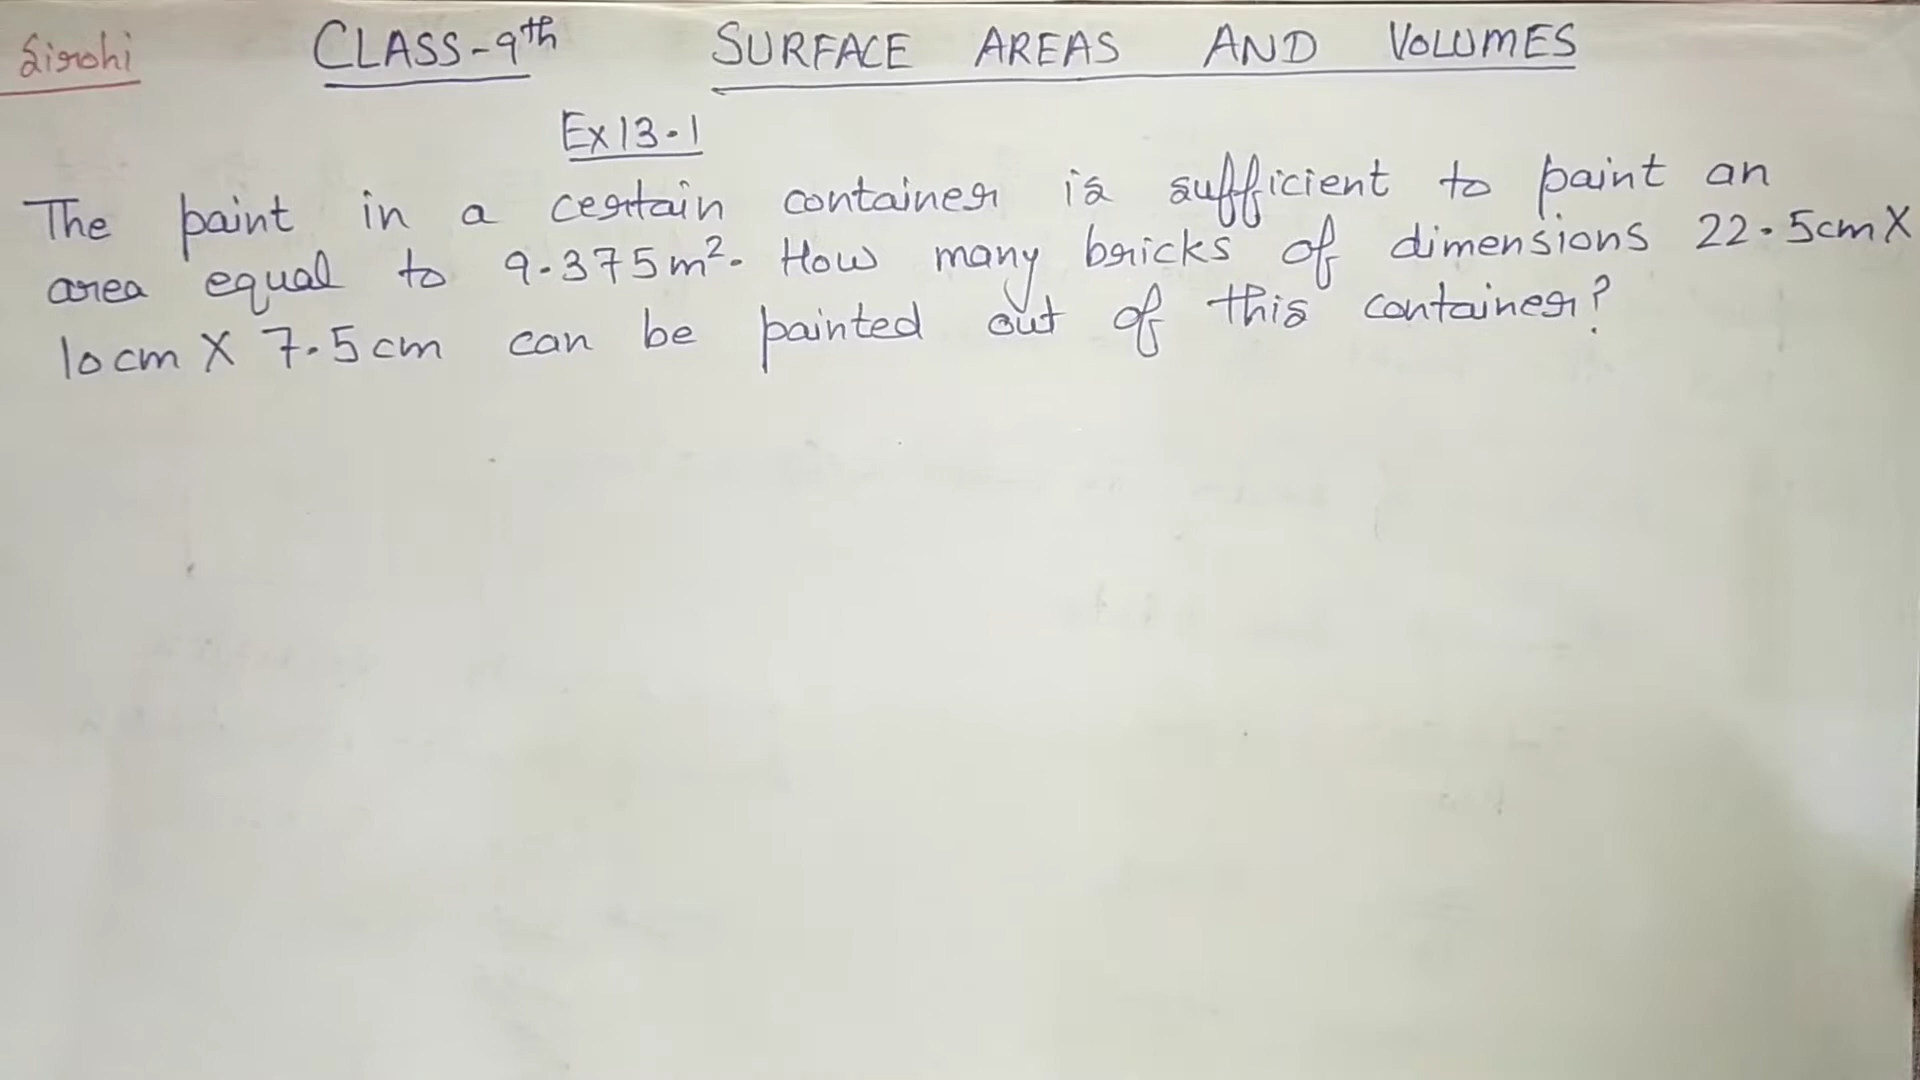 Sirohi CLASS-9th SURFACE AREAS AND VOLUMES
Ex 13.1
The paint in a certain container is sufficient to paint an
area equal to 9.375m². How many bricks of dimensions 22.5cm X
10cm X 7.5cm can be painted out of this container?